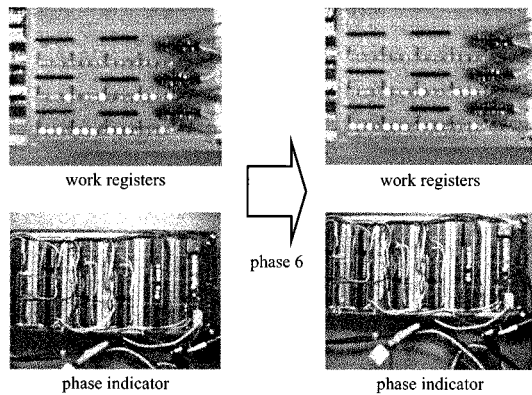 work registers
work registers
phase 6
phase indicator
phase indicator